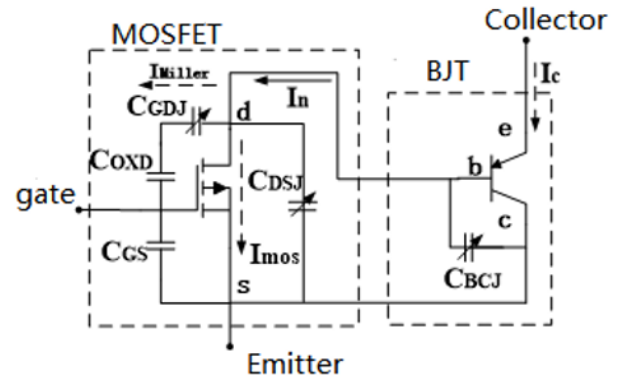 Collector
MOSFET
BJT
IMiller
In
Ic
CGDJ
d
e
COXD
b
CDSJ
gate
c
CGS
Imos
CBCJ
s
Emitter